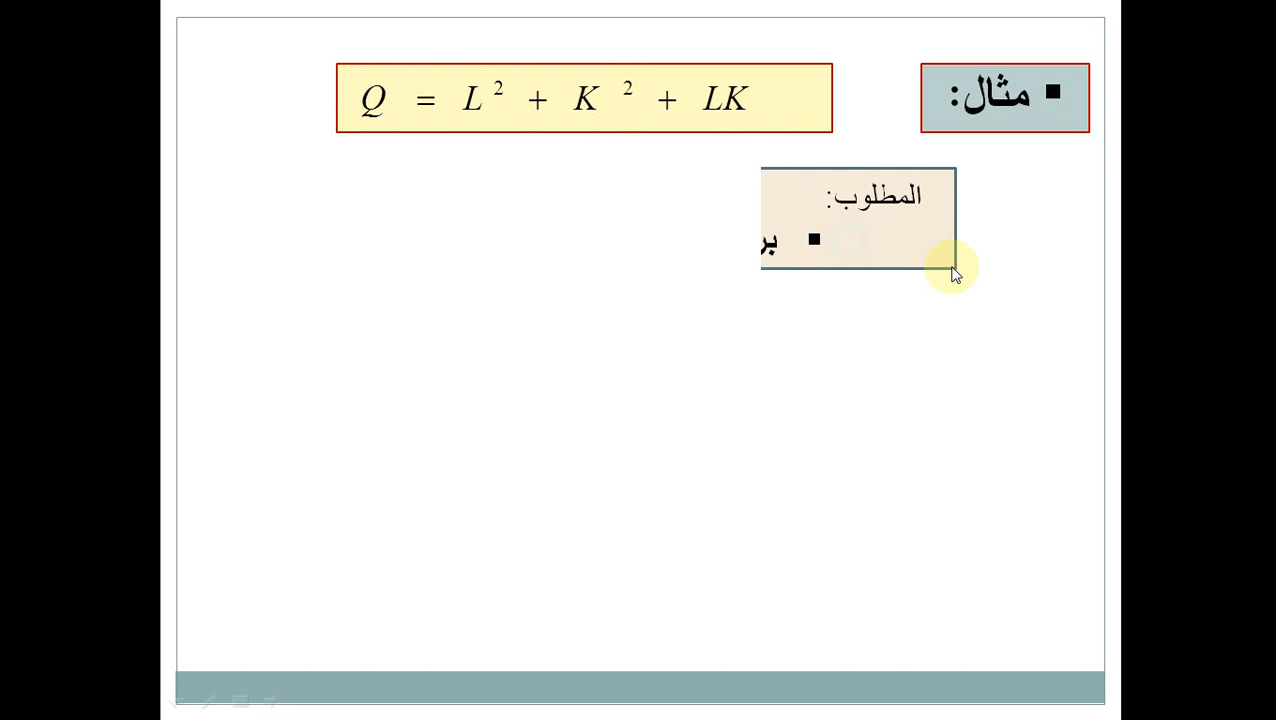 ▪ مثال:
Q = L² + K² + LK
المطلوب: